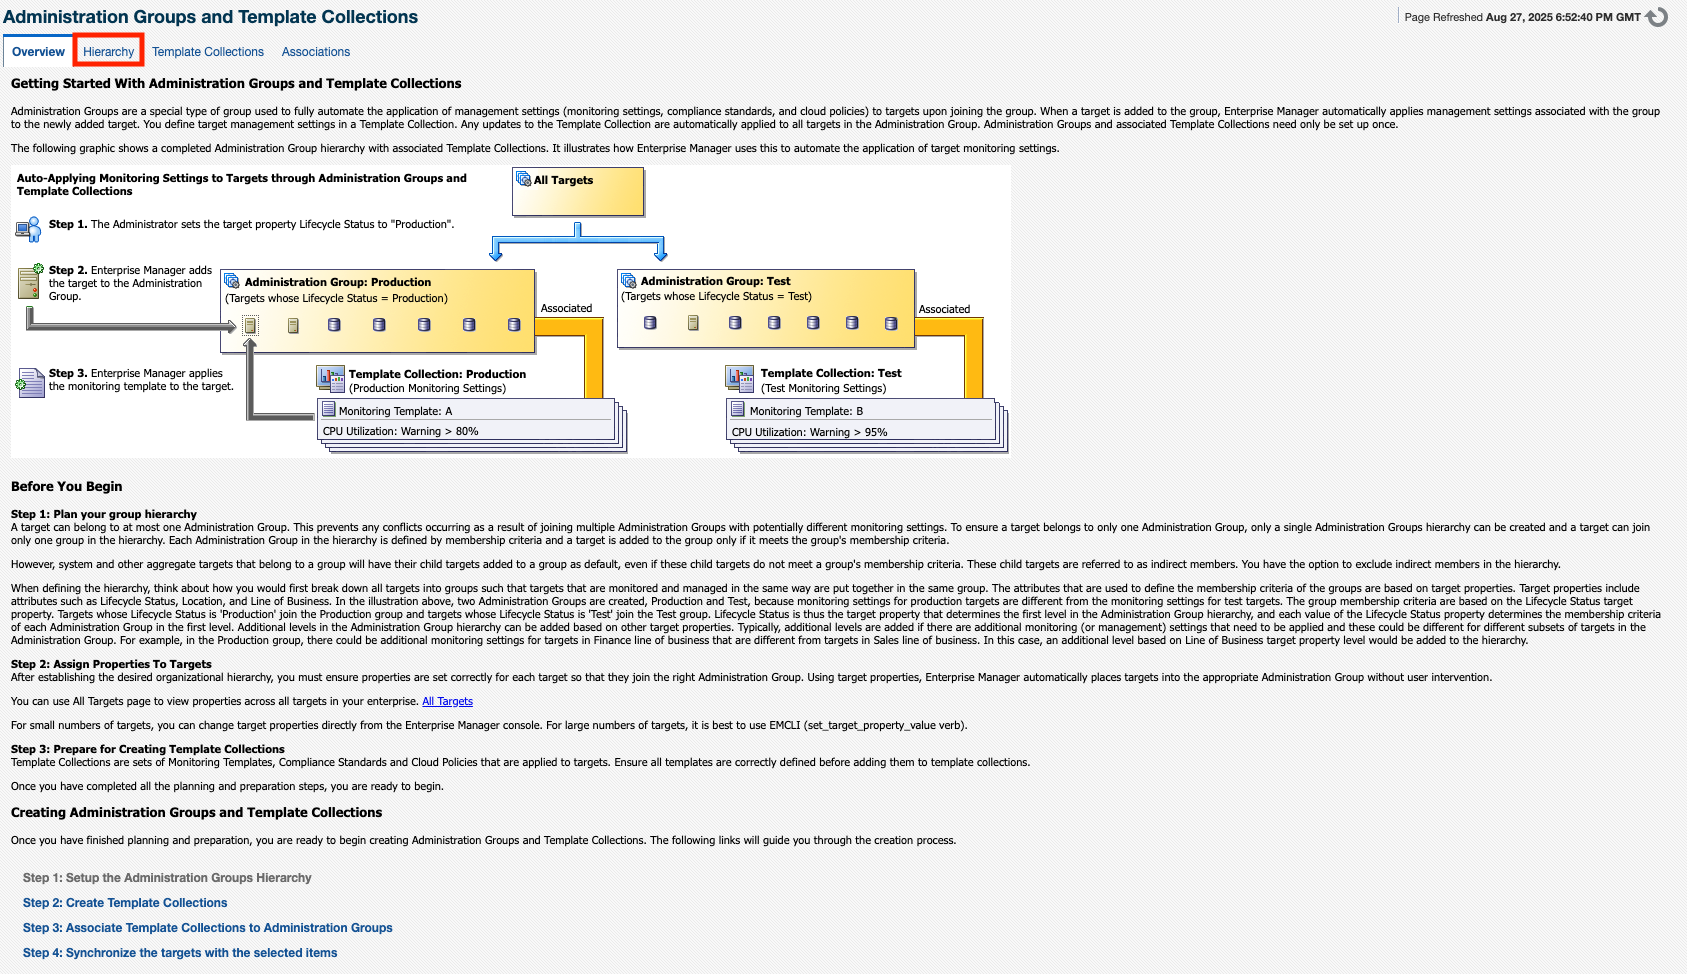 Administration Groups and Template Collections
Page Refreshed Aug 27, 2025 6:52:40 PM GMT
Overview Hierarchy Template Collections Associations
Getting Started With Administration Groups and Template Collections
Administration Groups are a special type of group used to fully automate the application of management settings (monitoring settings, compliance standards, and cloud policies) to targets upon joining the group. When a target is added to the group, Enterprise Manager automatically applies management settings associated with the group
to the newly added target. You define target management settings in a Template Collection. Any updates to the Template Collection are automatically applied to all targets in the Administration Group. Administration Groups and associated Template Collections need only be set up once.
The following graphic shows a completed Administration Group hierarchy with associated Template Collections. It illustrates how Enterprise Manager uses this to automate the application of target monitoring settings.
Auto-Applying Monitoring Settings to Targets through Administration Groups and
Template Collections
All Targets
Step 1. The Administrator sets the target property Lifecycle Status to "Production".
Step 2. Enterprise Manager adds
the target to the Administration
Group.
Administration Group: Production
(Targets whose Lifecycle Status = Production)
Associated
Administration Group: Test
(Targets whose Lifecycle Status = Test)
Associated
Step 3. Enterprise Manager applies
the monitoring template to the target.
Template Collection: Production
(Production Monitoring Settings)
Monitoring Template: A
CPU Utilization: Warning > 80%
Template Collection: Test
(Test Monitoring Settings)
Monitoring Template: B
CPU Utilization: Warning > 95%
Before You Begin
Step 1: Plan your group hierarchy
A target can belong to at most one Administration Group. This prevents any conflicts occurring as a result of joining multiple Administration Groups with potentially different monitoring settings. To ensure a target belongs to only one Administration Group, only a single Administration Groups hierarchy can be created and a target can join
only one group in the hierarchy. Each Administration Group in the hierarchy is defined by membership criteria and a target is added to the group only if it meets the group's membership criteria.
However, system and other aggregate targets that belong to a group will have their child targets added to a group as default, even if these child targets do not meet a group's membership criteria. These child targets are referred to as indirect members. You have the option to exclude indirect members in the hierarchy.
When defining the hierarchy, think about how you would first break down all targets into groups such that targets that are monitored and managed in the same way are put together in the same group. The attributes that are used to define the membership criteria of the groups are based on target properties. Target properties include
attributes such as Lifecycle Status, Location, and Line of Business. In the illustration above, two Administration Groups are created, Production and Test, because monitoring settings for production targets are different from the monitoring settings for test targets. The group membership criteria are based on the Lifecycle Status target
property. Targets whose Lifecycle Status is 'Production' join the Production group and targets whose Lifecycle Status is 'Test' join the Test group. Lifecycle Status is thus the target property that determines the first level in the Administration Group hierarchy, and each value of the Lifecycle Status property determines the membership criteria
of each Administration Group in the first level. Additional levels in the Administration Group hierarchy can be added based on other target properties. Typically, additional levels are added if there are additional monitoring (or management) settings that need to be applied and these could be different for different subsets of targets in the
Administration Group. For example, in the Production group, there could be additional monitoring settings for targets in Finance line of business that are different from targets in Sales line of business. In this case, an additional level based on Line of Business target property level would be added to the hierarchy.
Step 2: Assign Properties To Targets
After establishing the desired organizational hierarchy, you must ensure properties are set correctly for each target so that they join the right Administration Group. Using target properties, Enterprise Manager automatically places targets into the appropriate Administration Group without user intervention.
You can use All Targets page to view properties across all targets in your enterprise. All Targets
For small numbers of targets, you can change target properties directly from the Enterprise Manager console. For large numbers of targets, it is best to use EMCLI (set_target_property_value verb).
Step 3: Prepare for Creating Template Collections
Template Collections are sets of Monitoring Templates, Compliance Standards and Cloud Policies that are applied to targets. Ensure all templates are correctly defined before adding them to template collections.
Once you have completed all the planning and preparation steps, you are ready to begin.
Creating Administration Groups and Template Collections
Once you have finished planning and preparation, you are ready to begin creating Administration Groups and Template Collections. The following links will guide you through the creation process.
Step 1: Setup the Administration Groups Hierarchy
Step 2: Create Template Collections
Step 3: Associate Template Collections to Administration Groups
Step 4: Synchronize the targets with the selected items